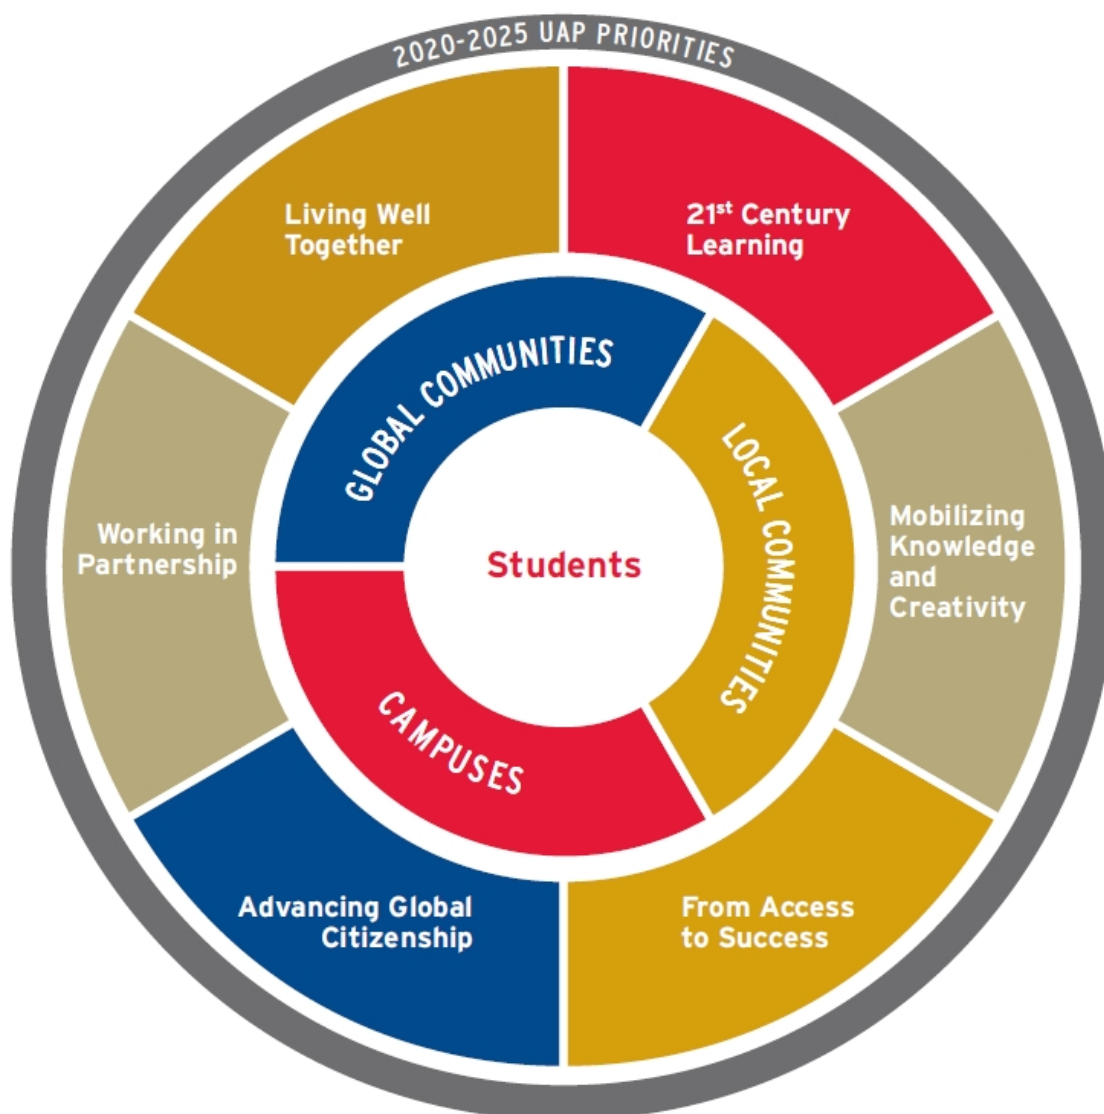 2020-2025 UAP PRIORITIES
Living Well
Together
21st Century
Learning
GLOBAL COMMUNITIES
LOCAL COMMUNITIES
Working in
Partnership
Students
Mobilizing
Knowledge
and
Creativity
CAMPUSES
Advancing Global
Citizenship
From Access
to Success